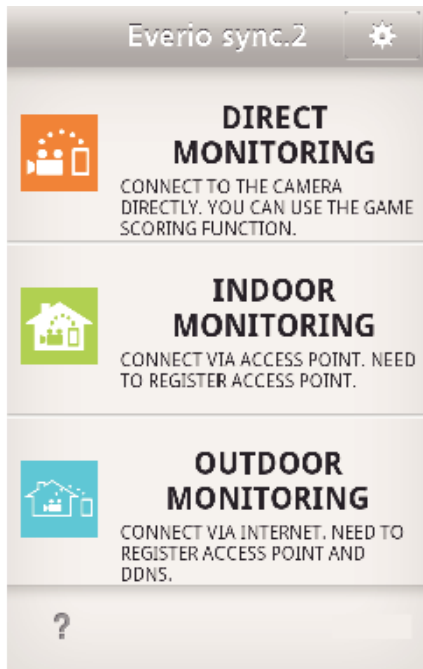 Everio sync.2
DIRECT
MONITORING
CONNECT TO THE CAMERA
DIRECTLY. YOU CAN USE THE GAME
SCORING FUNCTION.
INDOOR
MONITORING
CONNECT VIA ACCESS POINT. NEED
TO REGISTER ACCESS POINT.
OUTDOOR
MONITORING
CONNECT VIA INTERNET. NEED TO
REGISTER ACCESS POINT AND
DDNS.
?